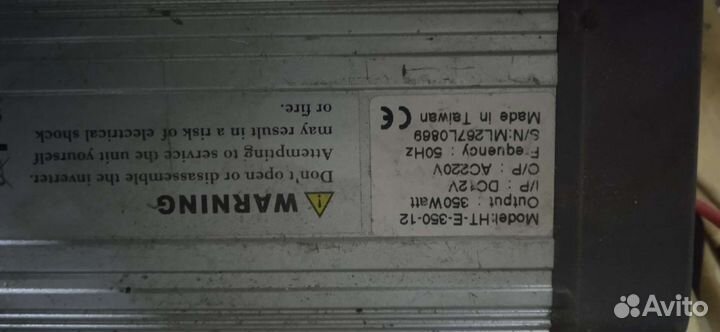 ⚠ WARNING
Don't open or disassemble the inverter.
Attempting to service the unit yourself
may result in a risk of electrical shock
or fire.
Model:HT-E-350-12
Output : 350Watt
I/P : DC12V
O/P : AC220V
Frequency : 50Hz
S/N:ML267L0869
Made in Taiwan
CE
Avito